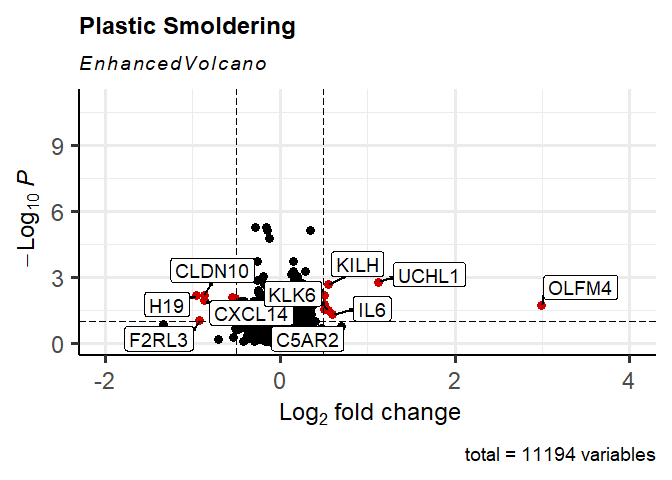 Plastic Smoldering
EnhancedVolcano
−Log10 P
9
6
3
0
CLDN10
KILH
UCHL1
OLFM4
H19
KLK6
IL6
CXCL14
F2RL3
C5AR2
-2 0 2 4
Log2 fold change
total = 11194 variables